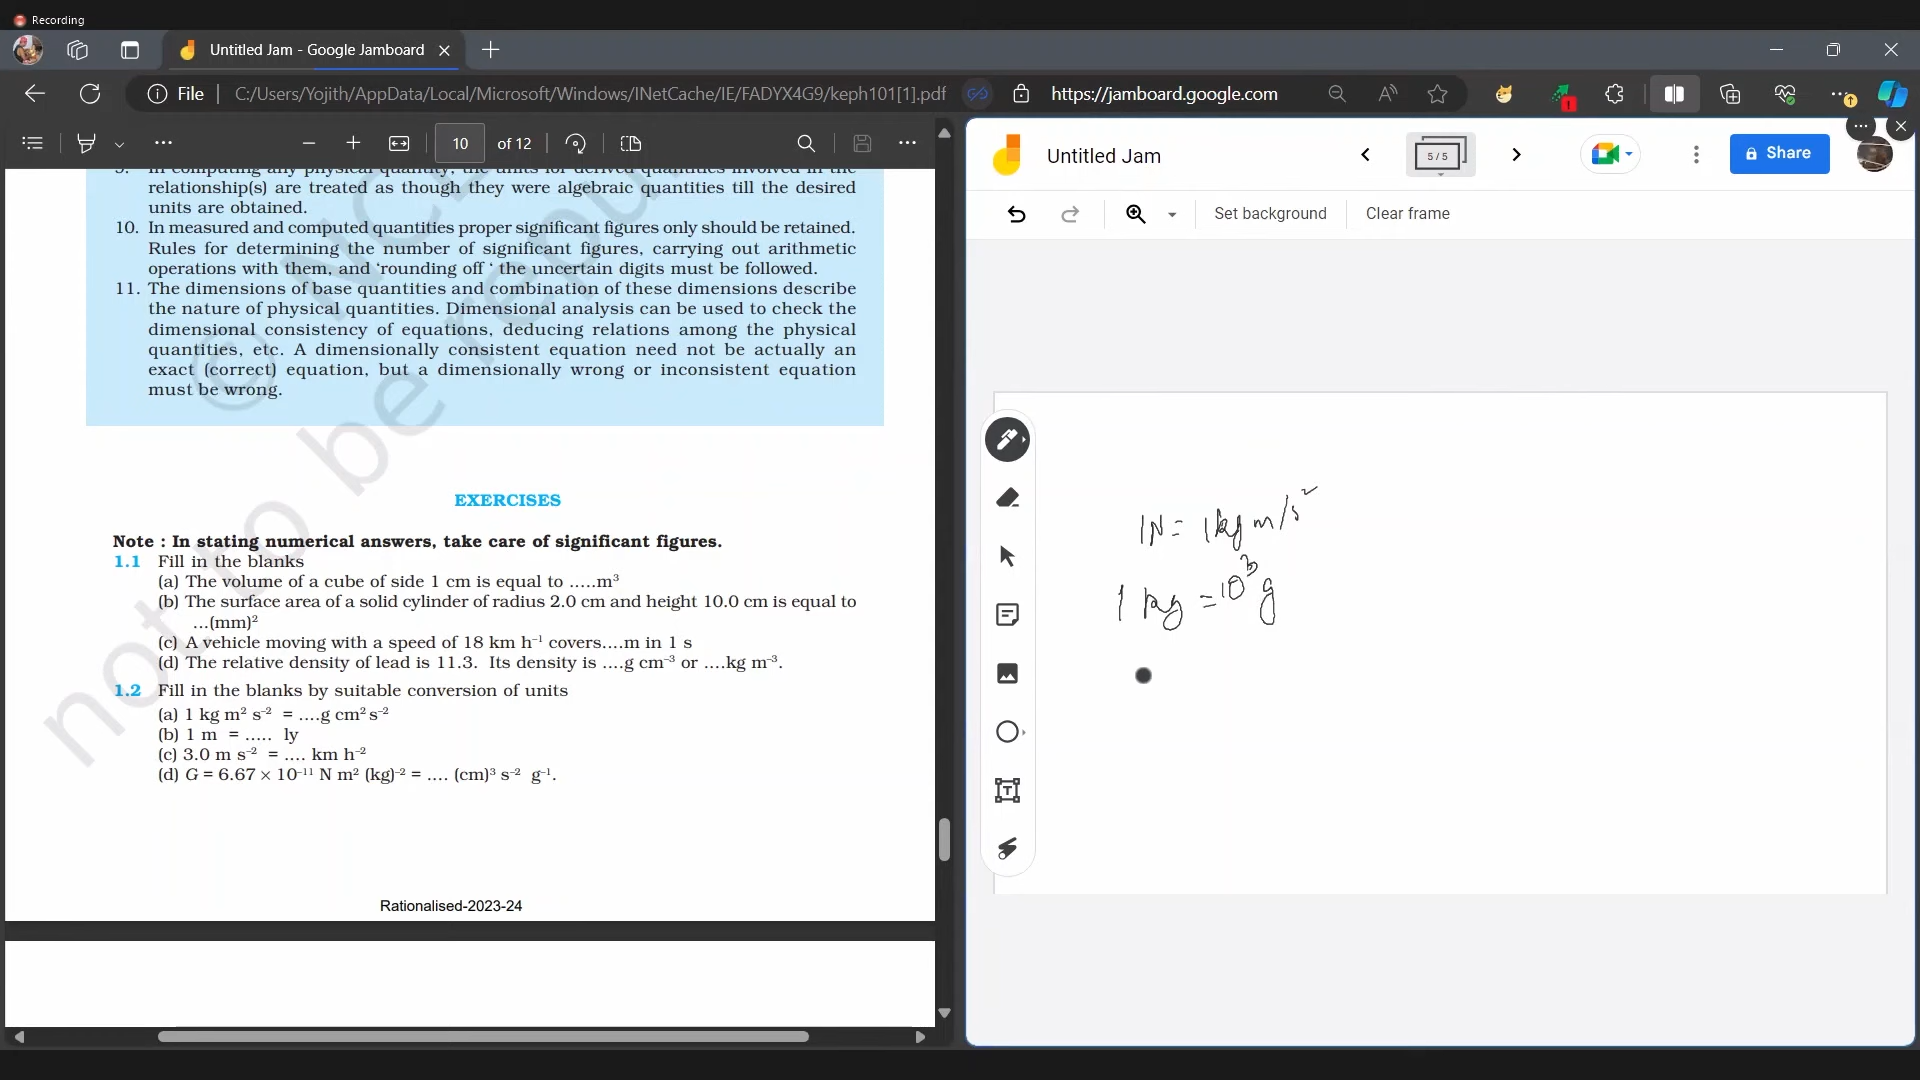 Recording
Untitled Jam - Google Jamboard
File
C:/Users/Yojith/AppData/Local/Microsoft/Windows/INetCache/IE/FADYX4G9/keph101[1].pdf
https://jamboard.google.com
10 of 12
relationship(s) are treated as though they were algebraic quantities till the desired
units are obtained.
10. In measured and computed quantities proper significant figures only should be retained.
Rules for determining the number of significant figures, carrying out arithmetic
operations with them, and ‘rounding off ‘ the uncertain digits must be followed.
11. The dimensions of base quantities and combination of these dimensions describe
the nature of physical quantities. Dimensional analysis can be used to check the
dimensional consistency of equations, deducing relations among the physical
quantities, etc. A dimensionally consistent equation need not be actually an
exact (correct) equation, but a dimensionally wrong or inconsistent equation
must be wrong.
EXERCISES
Note : In stating numerical answers, take care of significant figures.
1.1 Fill in the blanks
(a) The volume of a cube of side 1 cm is equal to .....m³
(b) The surface area of a solid cylinder of radius 2.0 cm and height 10.0 cm is equal to
...(mm)²
(c) A vehicle moving with a speed of 18 km h⁻¹ covers....m in 1 s
(d) The relative density of lead is 11.3. Its density is ....g cm⁻³ or ....kg m⁻³.
1.2 Fill in the blanks by suitable conversion of units
(a) 1 kg m² s⁻² = ....g cm² s⁻²
(b) 1 m = ..... ly
(c) 3.0 m s⁻² = .... km h⁻²
(d) G = 6.67 × 10⁻¹¹ N m² (kg)⁻² = .... (cm)³ s⁻² g⁻¹.
Rationalised-2023-24
not to be repu
Untitled Jam
5 / 5
Share
Set background
Clear frame
1N = 1kg m/s²
1 kg = 10³ g